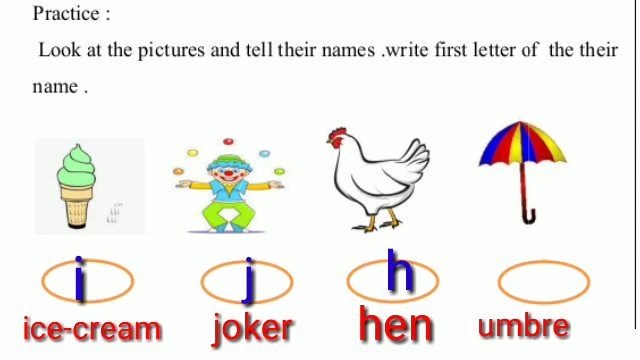 Practice :
Look at the pictures and tell their names .write first letter of the their
name .
i j h
ice-cream joker hen umbre